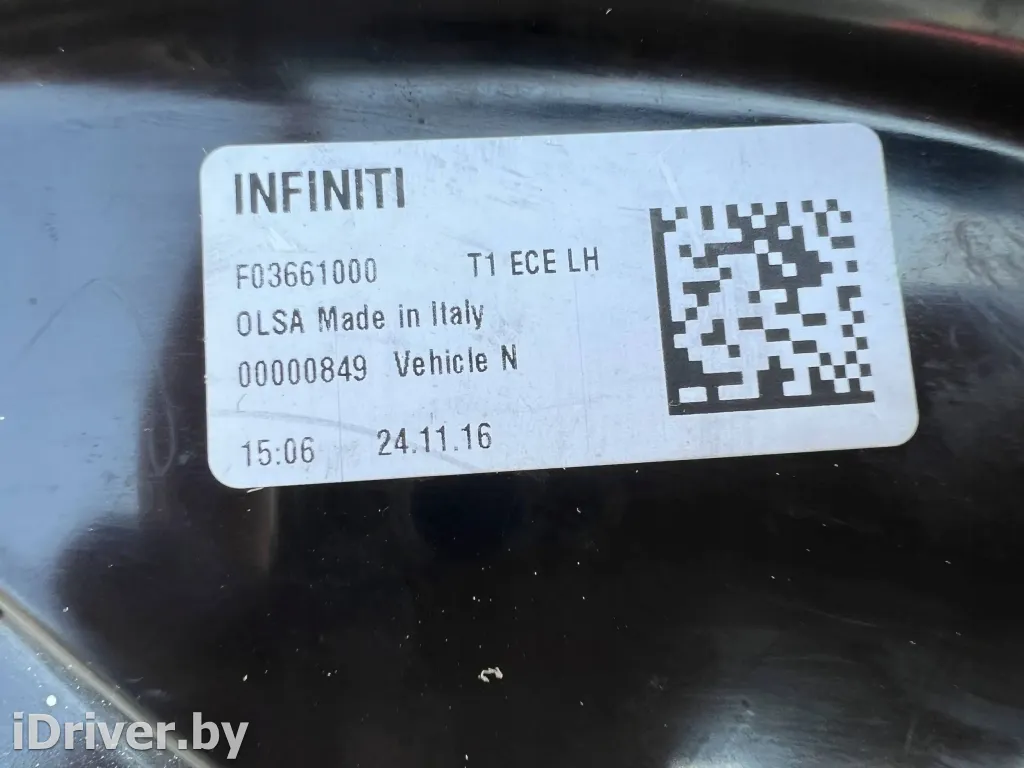 INFINITI
F03661000 T1 ECE LH
OLSA Made in Italy
00000849 Vehicle N
15:06 24.11.16
iDriver.by